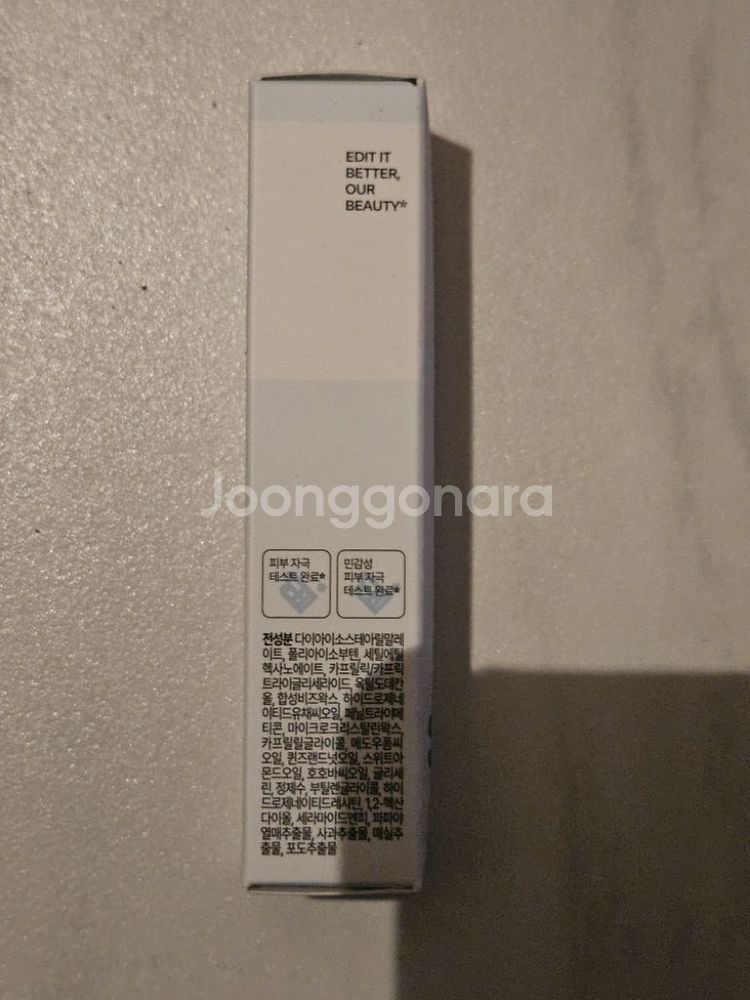 EDIT IT
BETTER,
OUR
BEAUTY*
Joonggonara
피부 자극
테스트 완료*
민감성
피부 자극
테스트 완료*
전성분 다이아이소스테아릴말레
이트, 폴리아이소부텐, 세틸에틸
헥사노에이트, 카프릴릭/카프릭
트라이글리세라이드, 옥틸도데칸
올, 합성비즈왁스, 하이드로제네
이티드유채씨오일, 페닐트라이메
티콘, 마이크로크리스탈린왁스,
카프릴릴글라이콜, 메도우폼씨
오일, 퀸즈랜드넛오일, 스위트아
몬드오일, 호호바씨오일, 글리세
린, 정제수, 부틸렌글라이콜, 하이
드로제네이티드레시틴, 1,2-헥산
다이올, 세라마이드엔피, 파파야
열매추출물, 사과추출물, 매실추
출물, 포도추출물